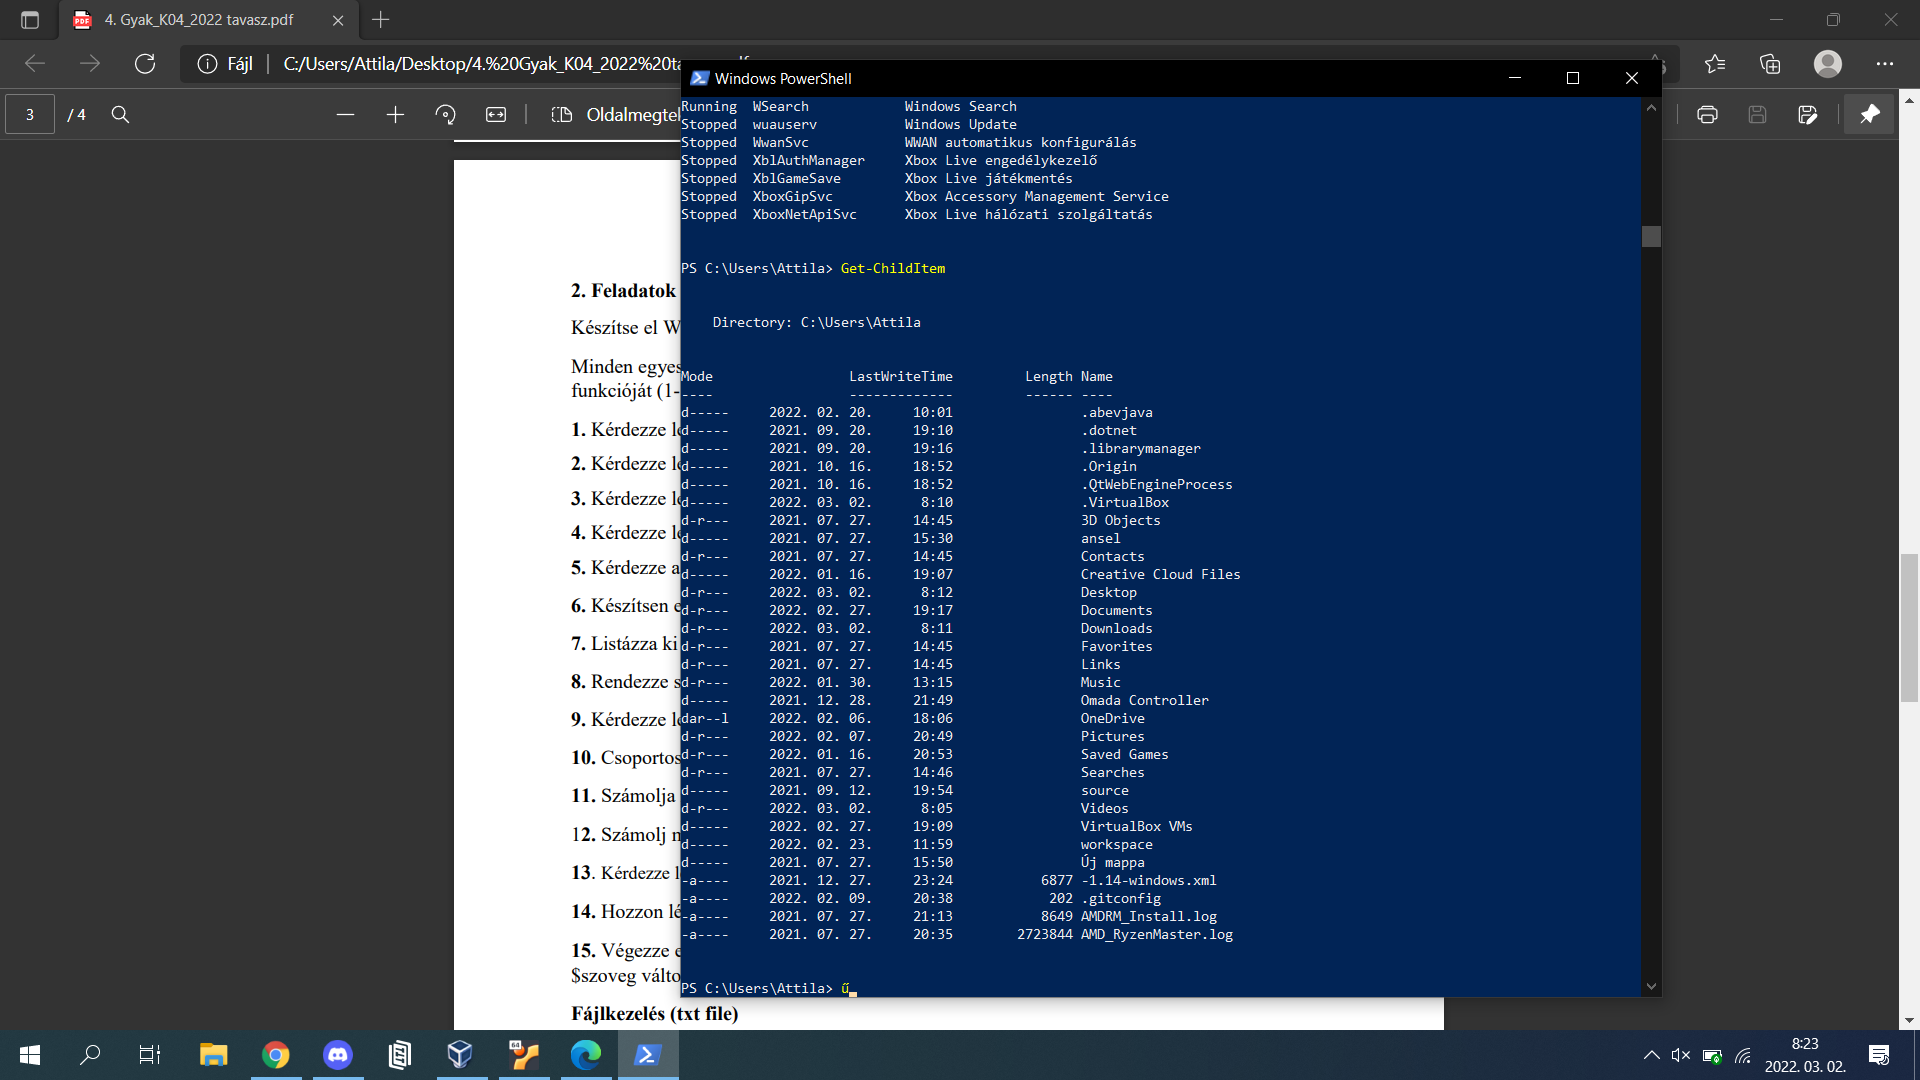 4. Gyak_K04_2022 tavasz.pdf
Fájl
C:/Users/Attila/Desktop/4.%20Gyak_K04_2022%20ta
3 / 4
Oldalmegtel
Windows PowerShell
Running WSearch Windows Search
Stopped wuauserv Windows Update
Stopped WwanSvc WWAN automatikus konfigurálás
Stopped XblAuthManager Xbox Live engedélykezelő
Stopped XblGameSave Xbox Live játékmentés
Stopped XboxGipSvc Xbox Accessory Management Service
Stopped XboxNetApiSvc Xbox Live hálózati szolgáltatás
PS C:\Users\Attila> Get-ChildItem
Directory: C:\Users\Attila
Mode LastWriteTime Length Name
---- ------------- ------ ----
d----- 2022. 02. 20. 10:01 .abevjava
d----- 2021. 09. 20. 19:10 .dotnet
d----- 2021. 09. 20. 19:16 .librarymanager
d----- 2021. 10. 16. 18:52 .Origin
d----- 2021. 10. 16. 18:52 .QtWebEngineProcess
d----- 2022. 03. 02. 8:10 .VirtualBox
d-r--- 2021. 07. 27. 14:45 3D Objects
d----- 2021. 07. 27. 15:30 ansel
d-r--- 2021. 07. 27. 14:45 Contacts
d----- 2022. 01. 16. 19:07 Creative Cloud Files
d-r--- 2022. 03. 02. 8:12 Desktop
d-r--- 2022. 02. 27. 19:17 Documents
d-r--- 2022. 03. 02. 8:11 Downloads
d-r--- 2021. 07. 27. 14:45 Favorites
d-r--- 2021. 07. 27. 14:45 Links
d-r--- 2022. 01. 30. 13:15 Music
d----- 2021. 12. 28. 21:49 Omada Controller
dar--l 2022. 02. 06. 18:06 OneDrive
d-r--- 2022. 02. 07. 20:49 Pictures
d-r--- 2022. 01. 16. 20:53 Saved Games
d-r--- 2021. 07. 27. 14:46 Searches
d----- 2021. 09. 12. 19:54 source
d-r--- 2022. 03. 02. 8:05 Videos
d----- 2022. 02. 27. 19:09 VirtualBox VMs
d----- 2022. 02. 23. 11:59 workspace
d----- 2021. 07. 27. 15:50 Új mappa
-a---- 2021. 12. 27. 23:24 6877 -1.14-windows.xml
-a---- 2022. 02. 09. 20:38 202 .gitconfig
-a---- 2021. 07. 27. 21:13 8649 AMDRM_Install.log
-a---- 2021. 07. 27. 20:35 2723844 AMD_RyzenMaster.log
PS C:\Users\Attila> ű
2. Feladatok
Készítse el W
Minden egyes
funkcióját (1-
1. Kérdezze le
2. Kérdezze le
3. Kérdezze le
4. Kérdezze le
5. Kérdezze a
6. Készítsen e
7. Listázza ki
8. Rendezze s
9. Kérdezze le
10. Csoportos
11. Számolja
12. Számolj m
13. Kérdezze l
14. Hozzon lé
15. Végezze e
$szoveg válto
Fájlkezelés (txt file)
8:23
2022. 03. 02.